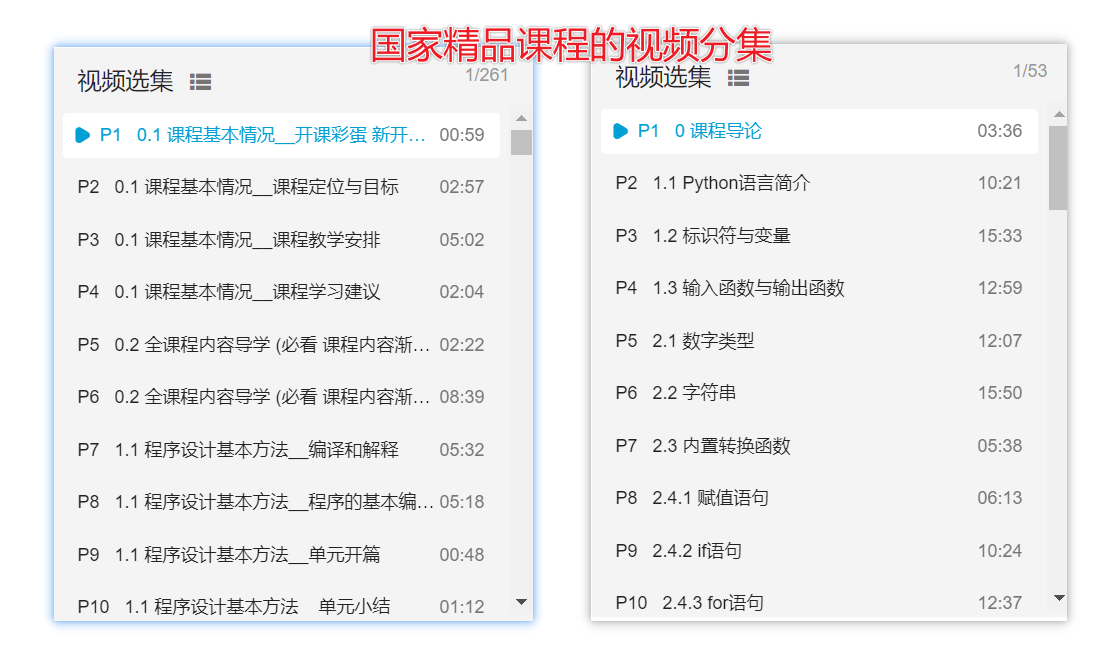 国家精品课程的视频分集
视频选集
1/261
P1 0.1 课程基本情况__开课彩蛋 新开… 00:59
P2 0.1 课程基本情况__课程定位与目标 02:57
P3 0.1 课程基本情况__课程教学安排 05:02
P4 0.1 课程基本情况__课程学习建议 02:04
P5 0.2 全课程内容导学 (必看 课程内容渐… 02:22
P6 0.2 全课程内容导学 (必看 课程内容渐… 08:39
P7 1.1 程序设计基本方法__编译和解释 05:32
P8 1.1 程序设计基本方法__程序的基本编… 05:18
P9 1.1 程序设计基本方法__单元开篇 00:48
P10 1.1 程序设计基本方法 单元小结 01:12
视频选集
1/53
P1 0 课程导论 03:36
P2 1.1 Python语言简介 10:21
P3 1.2 标识符与变量 15:33
P4 1.3 输入函数与输出函数 12:59
P5 2.1 数字类型 12:07
P6 2.2 字符串 15:50
P7 2.3 内置转换函数 05:38
P8 2.4.1 赋值语句 06:13
P9 2.4.2 if语句 10:24
P10 2.4.3 for语句 12:37